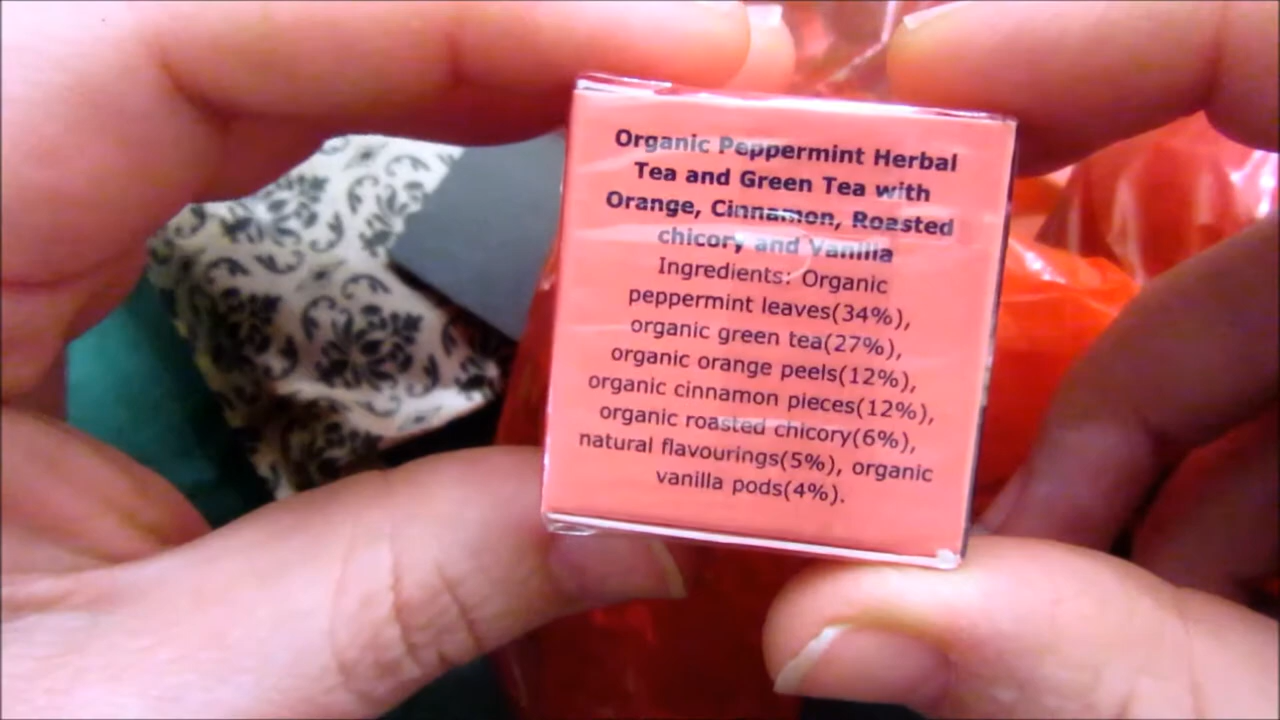 Organic Peppermint Herbal
Tea and Green Tea with
Orange, Cinnamon, Roasted
chicory and Vanilla
Ingredients: Organic
peppermint leaves(34%),
organic green tea(27%),
organic orange peels(12%),
organic cinnamon pieces(12%),
organic roasted chicory(6%),
natural flavourings(5%), organic
vanilla pods(4%).